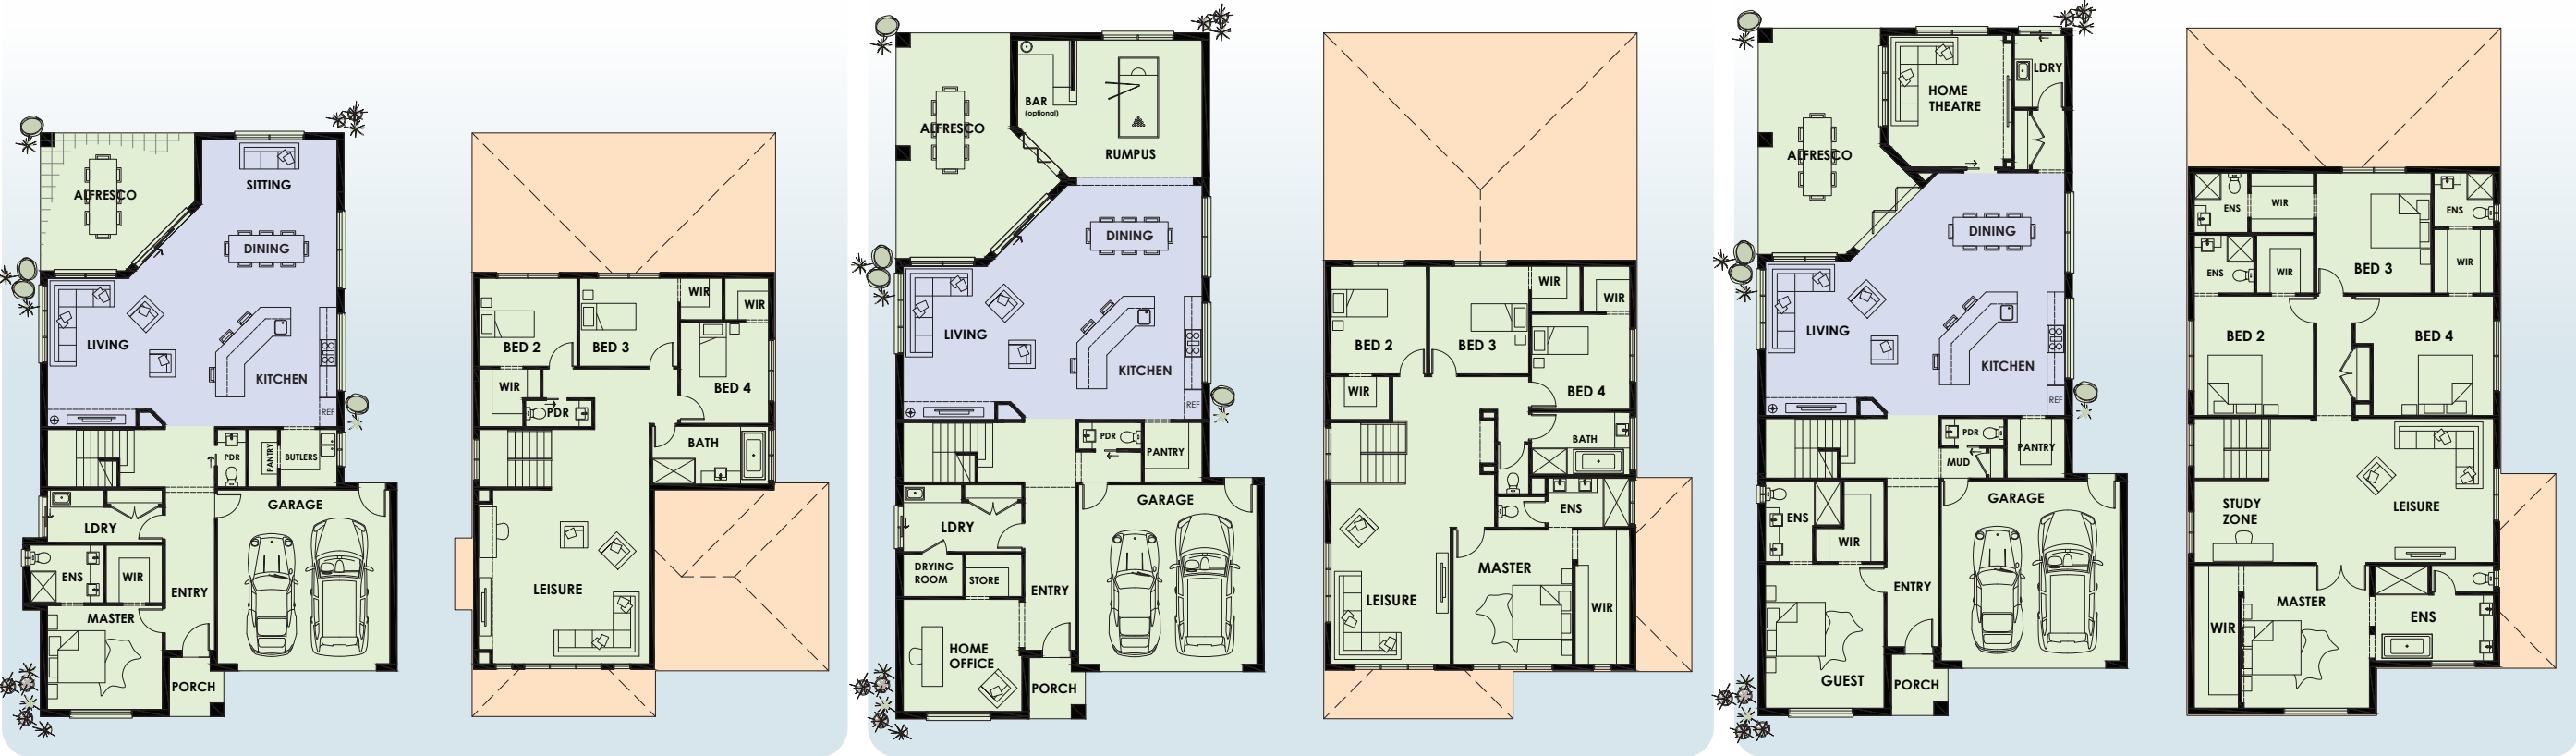 ALFRESCO
SITTING
DINING
LIVING
KITCHEN
REF
PDR
PANTRY
BUTLERS
LDRY
GARAGE
ENS
WIR
ENTRY
MASTER
PORCH
WIR
WIR
BED 2
BED 3
WIR
PDR
BED 4
BATH
LEISURE
BAR
(optional)
ALFRESCO
RUMPUS
DINING
LIVING
KITCHEN
REF
PDR
PANTRY
GARAGE
LDRY
DRYING
ROOM
STORE
ENTRY
HOME
OFFICE
PORCH
WIR
WIR
BED 2
BED 3
WIR
BED 4
BATH
ENS
MASTER
LEISURE
WIR
LDRY
HOME
THEATRE
ALFRESCO
DINING
LIVING
KITCHEN
REF
PDR
MUD
PANTRY
GARAGE
ENS
WIR
ENTRY
GUEST
PORCH
ENS
WIR
ENS
ENS
WIR
BED 3
WIR
BED 2
BED 4
STUDY
ZONE
LEISURE
MASTER
WIR
ENS